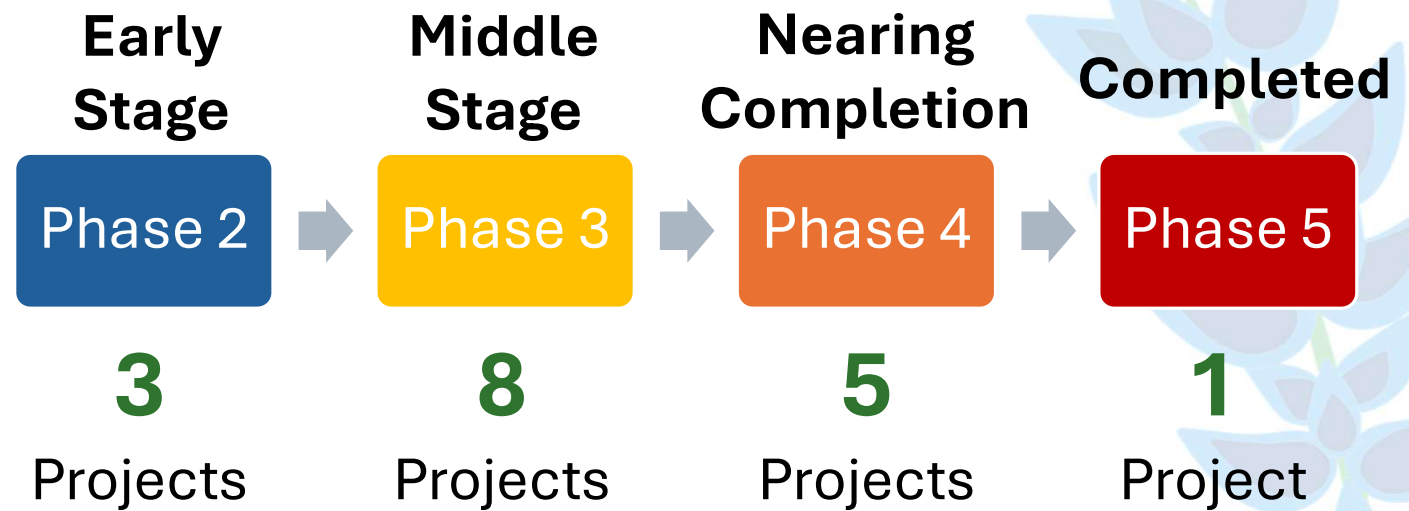 Early
Stage
Middle
Stage
Nearing
Completion
Completed
Phase 2
Phase 3
Phase 4
Phase 5
3
8
5
1
Projects
Projects
Projects
Project